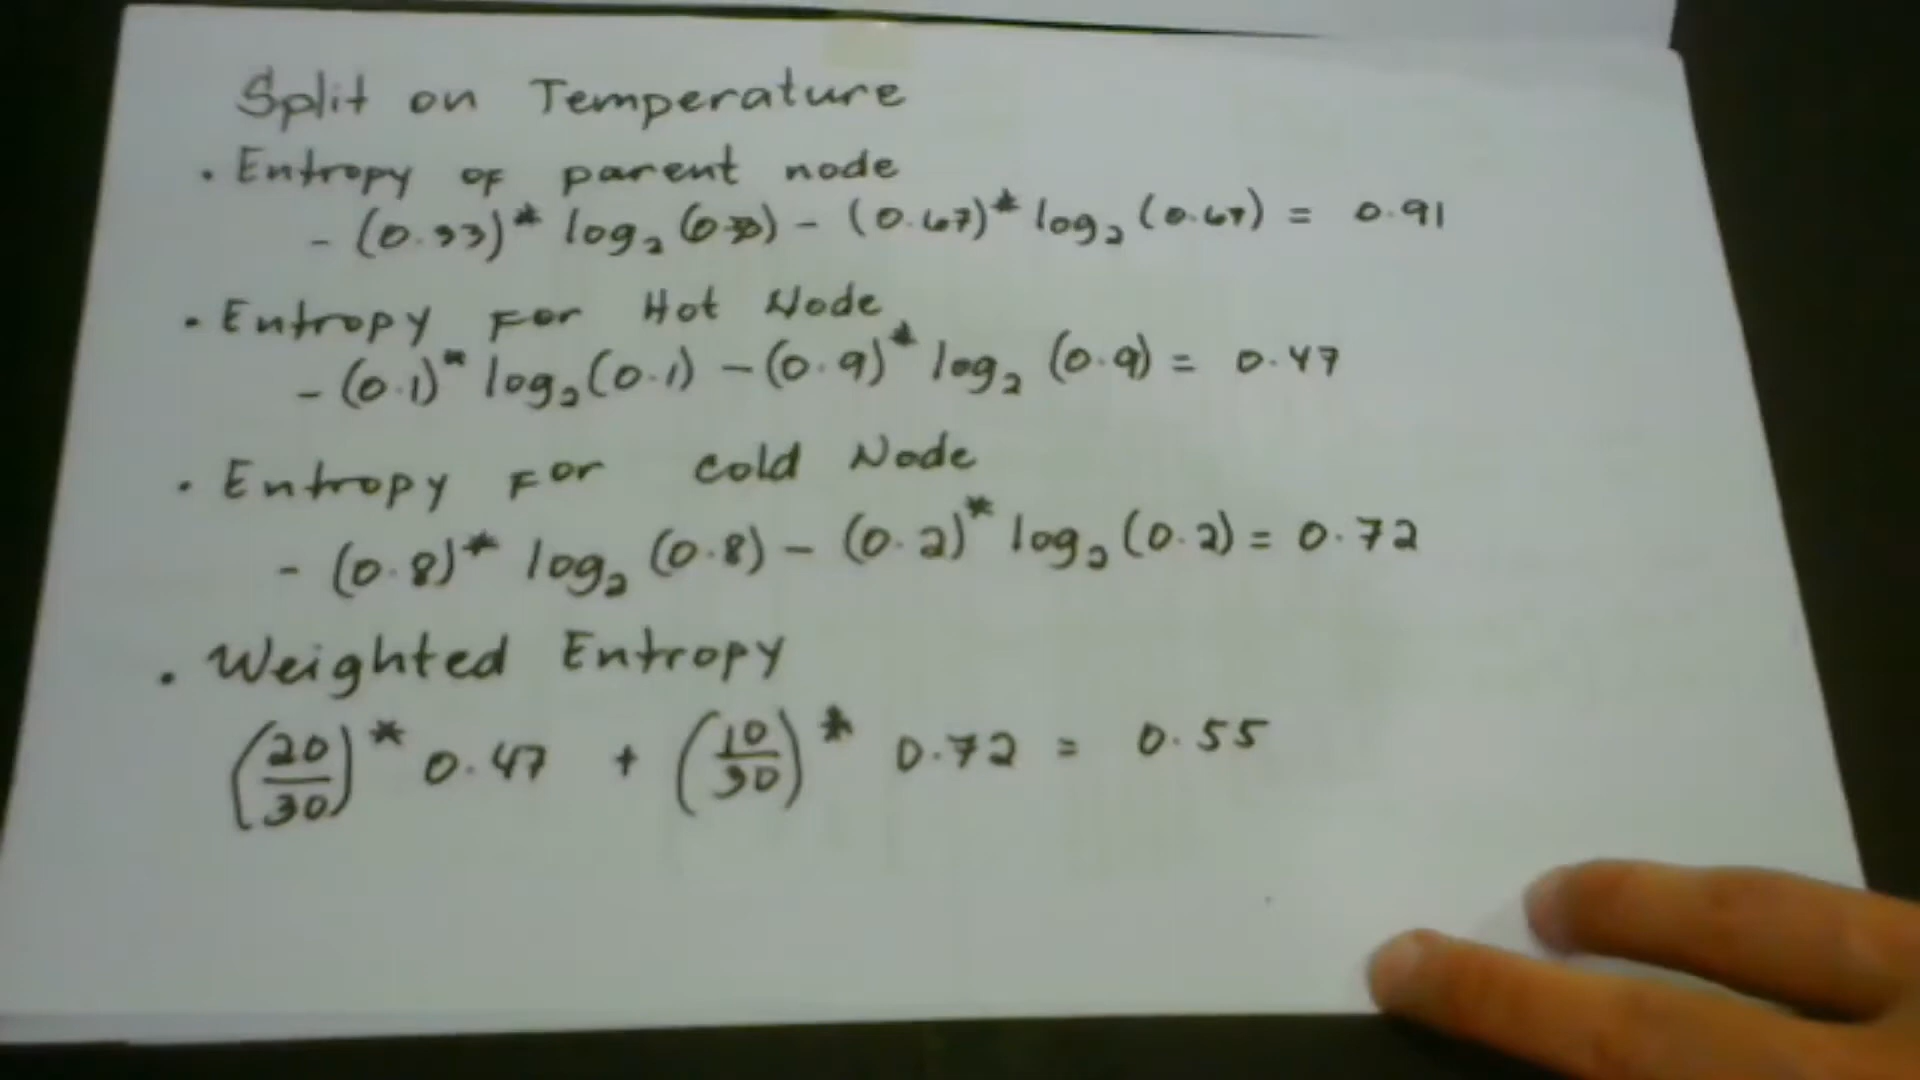 Split on Temperature
• Entropy of parent node
- (0.33)* log₂ (0.33) - (0.67)* log₂ (0.67) = 0.91
• Entropy For Hot Node
- (0.1)* log₂ (0.1) - (0.9)* log₂ (0.9) = 0.47
• Entropy For cold Node
- (0.8)* log₂ (0.8) - (0.2)* log₂ (0.2) = 0.72
• Weighted Entropy
(20/30)* 0.47 + (10/30)* 0.72 = 0.55